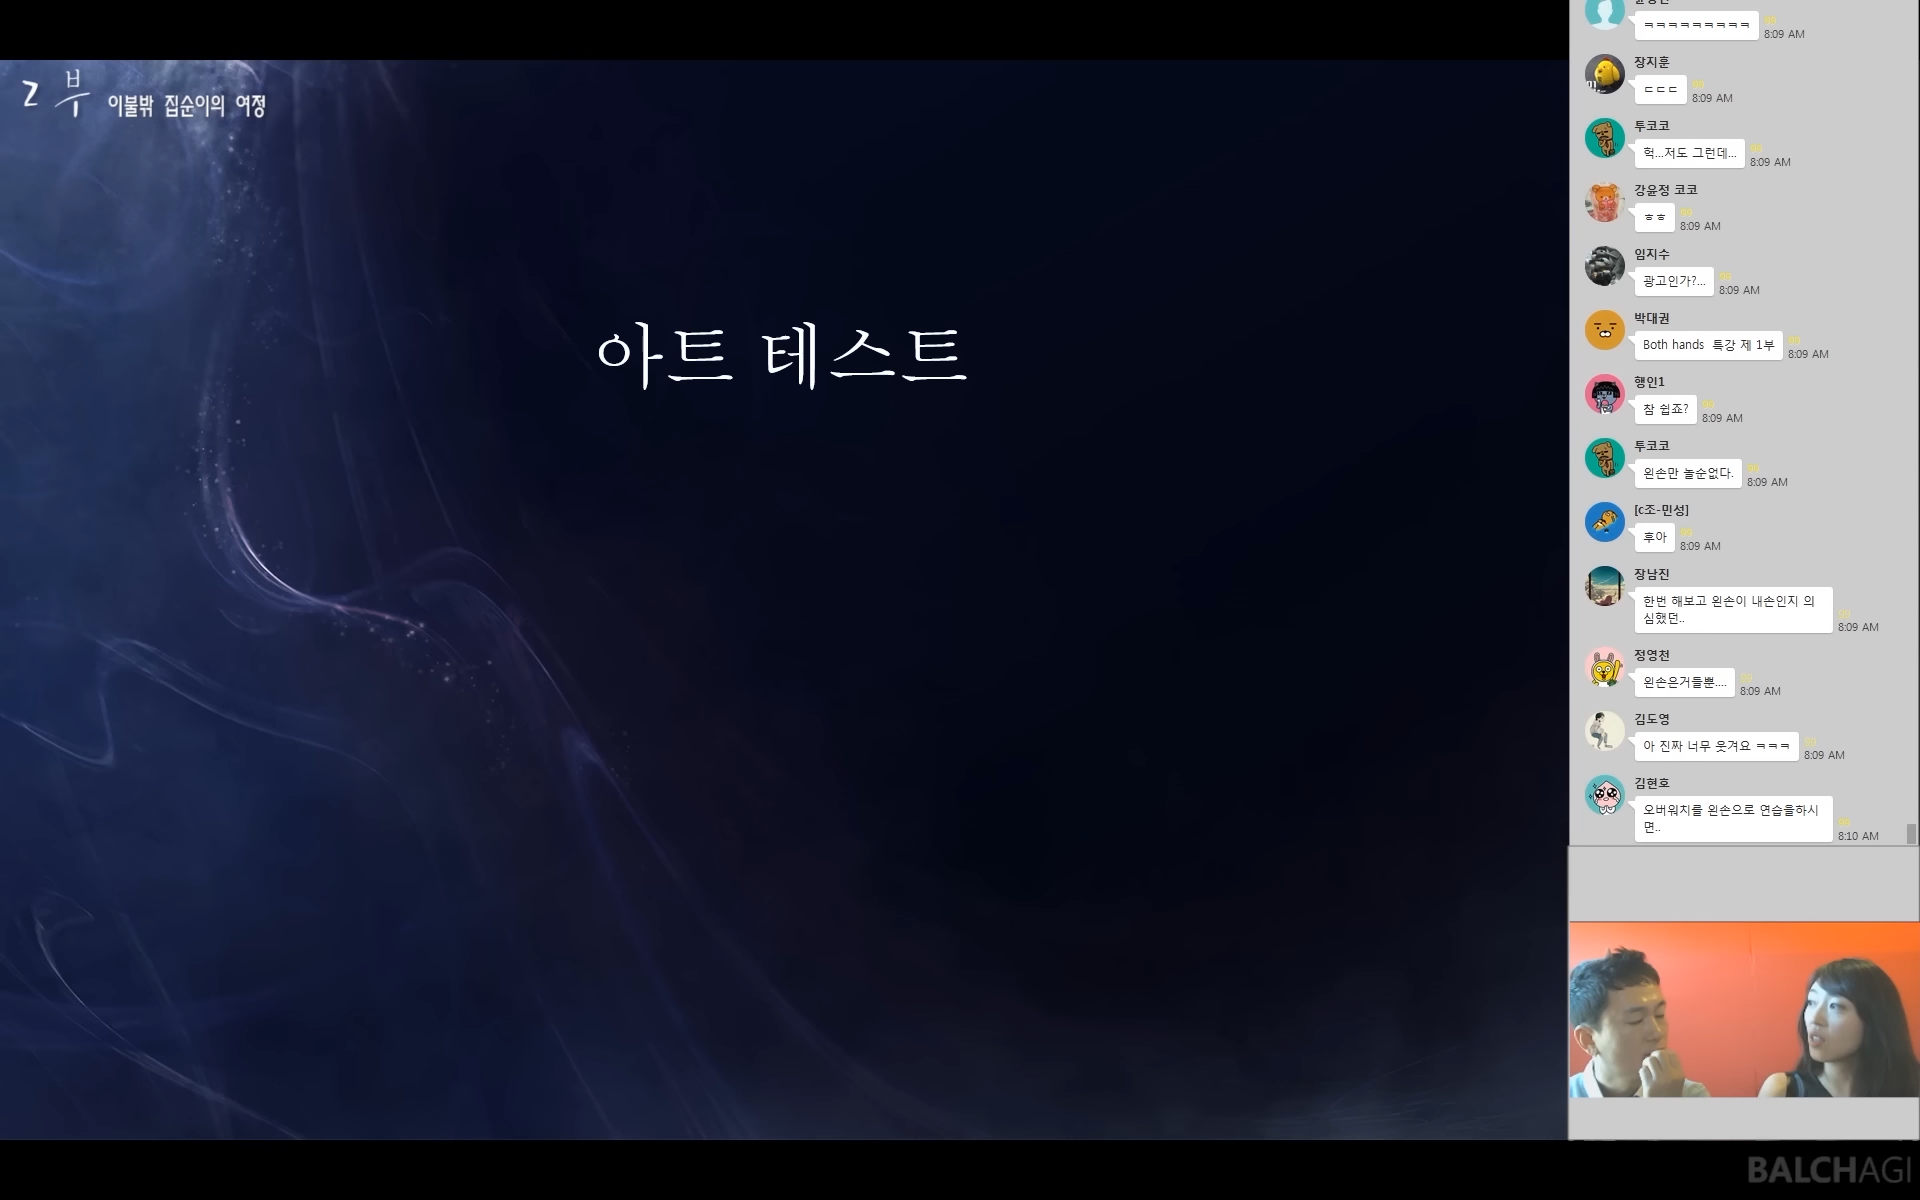 2부 이불밖 집순이의 여정
아트 테스트
ㅋㅋㅋㅋㅋㅋㅋㅋㅋ
8:09 AM
장지훈
ㄷㄷㄷ
8:09 AM
투코코
헉...저도 그런데...
8:09 AM
강윤정 코코
ㅎㅎ
8:09 AM
임지수
광고인가?...
8:09 AM
박대권
Both hands 특강 제 1부
8:09 AM
행인1
참 쉽죠?
8:09 AM
투코코
왼손만 놀순없다.
8:09 AM
[c조-민성]
후아
8:09 AM
장남진
한번 해보고 왼손이 내손인지 의
심했던..
8:09 AM
정영천
왼손은거들뿐....
8:09 AM
김도영
아 진짜 너무 웃겨요 ㅋㅋㅋ
8:09 AM
김현호
오버워치를 왼손으로 연습을하시
면..
8:10 AM
BALCHAGI